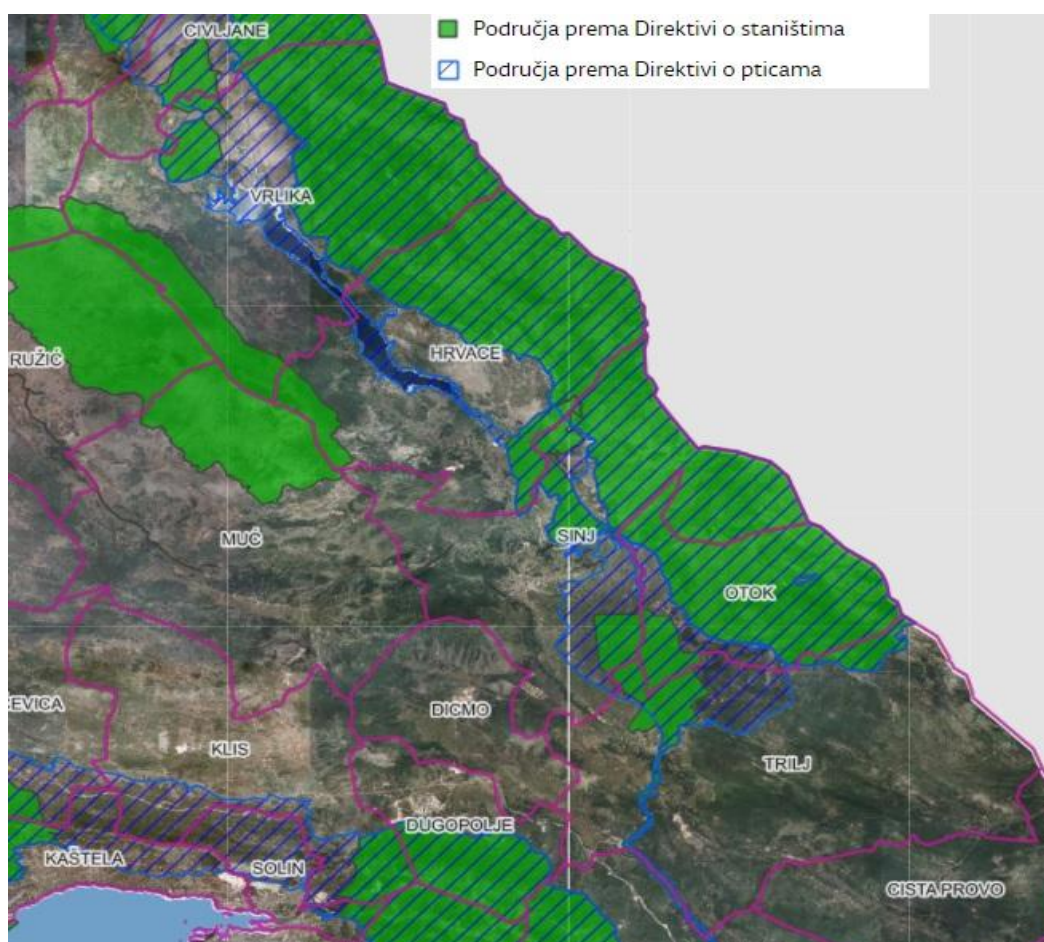 CIVLJANE
Područja prema Direktivi o staništima
Područja prema Direktivi o pticama
VRLIKA
HRVACE
RUŽIĆ
MUĆ
SINJ
OTOK
ĆEVICA
DICMO
KLIS
TRILJ
DUGOPOLJE
KAŠTELA
SOLIN
CISTA PROVO